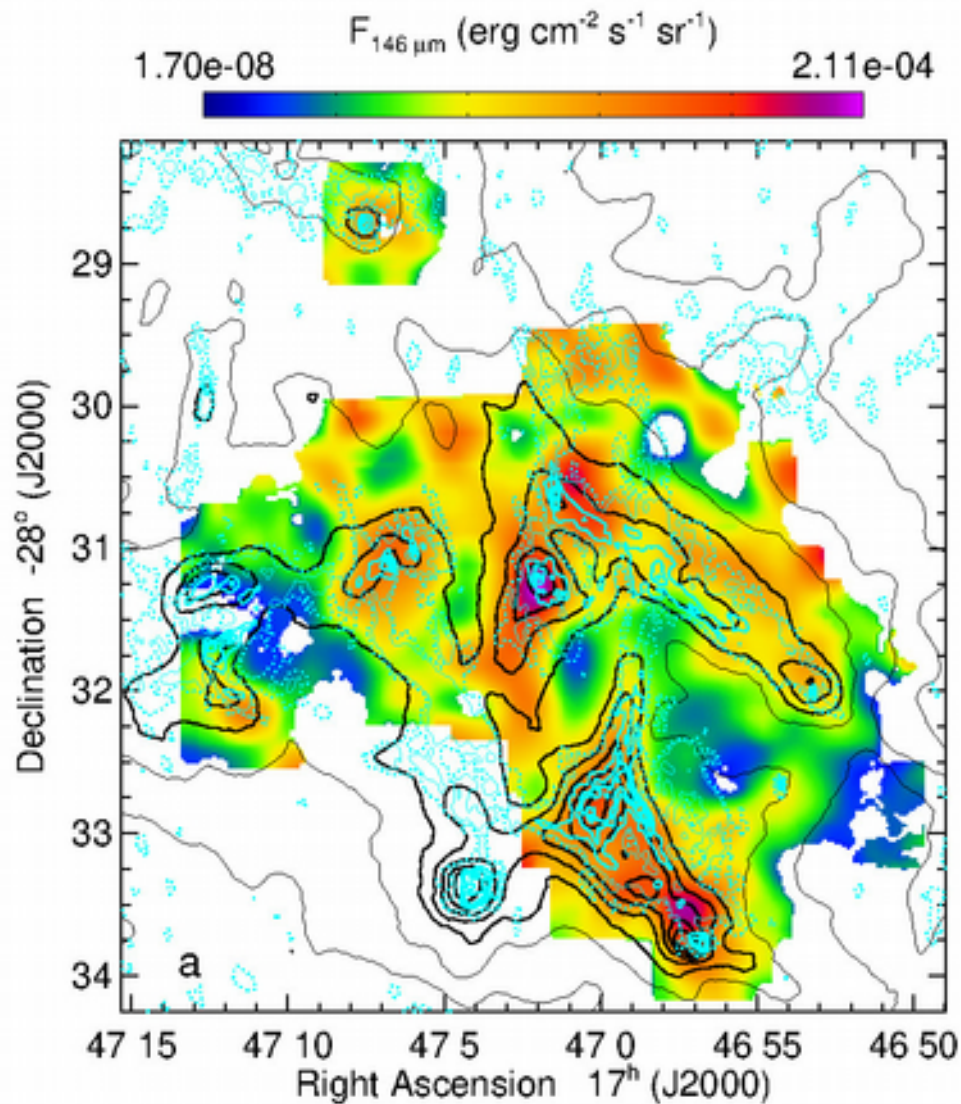 F146 μm (erg cm-2 s-1 sr-1)
1.70e-08 2.11e-04
29
30
31
32
33
34
Declination -28° (J2000)
a
47 15 47 10 47 5 47 0 46 55 46 50
Right Ascension 17h (J2000)